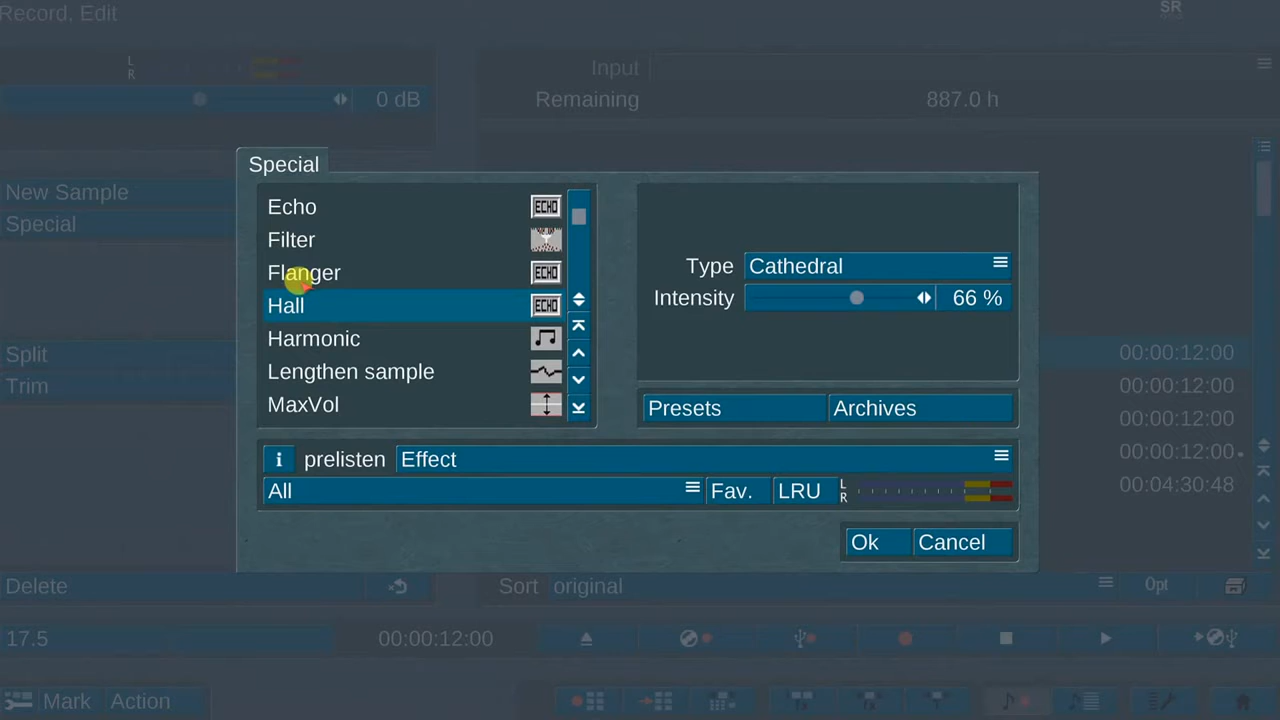 Record, Edit
SR
L
R
0 dB
Input
Remaining
887.0 h
New Sample
Special
Split
Trim
Special
Echo
ECHO
Filter
Flanger
ECHO
Hall
ECHO
Harmonic
Lengthen sample
MaxVol
Type
Cathedral
Intensity
66 %
Presets
Archives
i
prelisten
Effect
All
Fav.
LRU
L
R
Ok
Cancel
00:00:12:00
00:00:12:00
00:00:12:00
00:00:12:00
00:04:30:48
Delete
Sort
original
Opt
17.5
00:00:12:00
Mark
Action